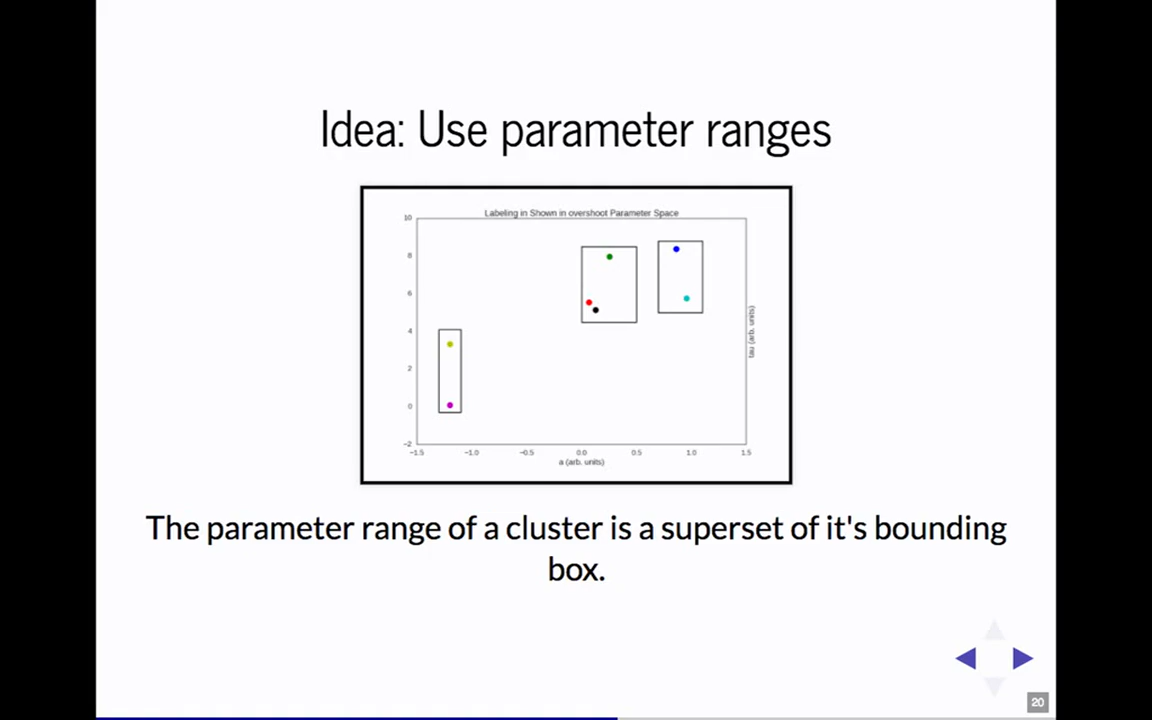 Idea: Use parameter ranges
Labeling in Shown in overshoot Parameter Space
10
8
6
4
2
0
−2
−1.5 −1.0 −0.5 0.0 0.5 1.0 1.5
a (arb. units)
tau (arb. units)
The parameter range of a cluster is a superset of it's bounding
box.
20